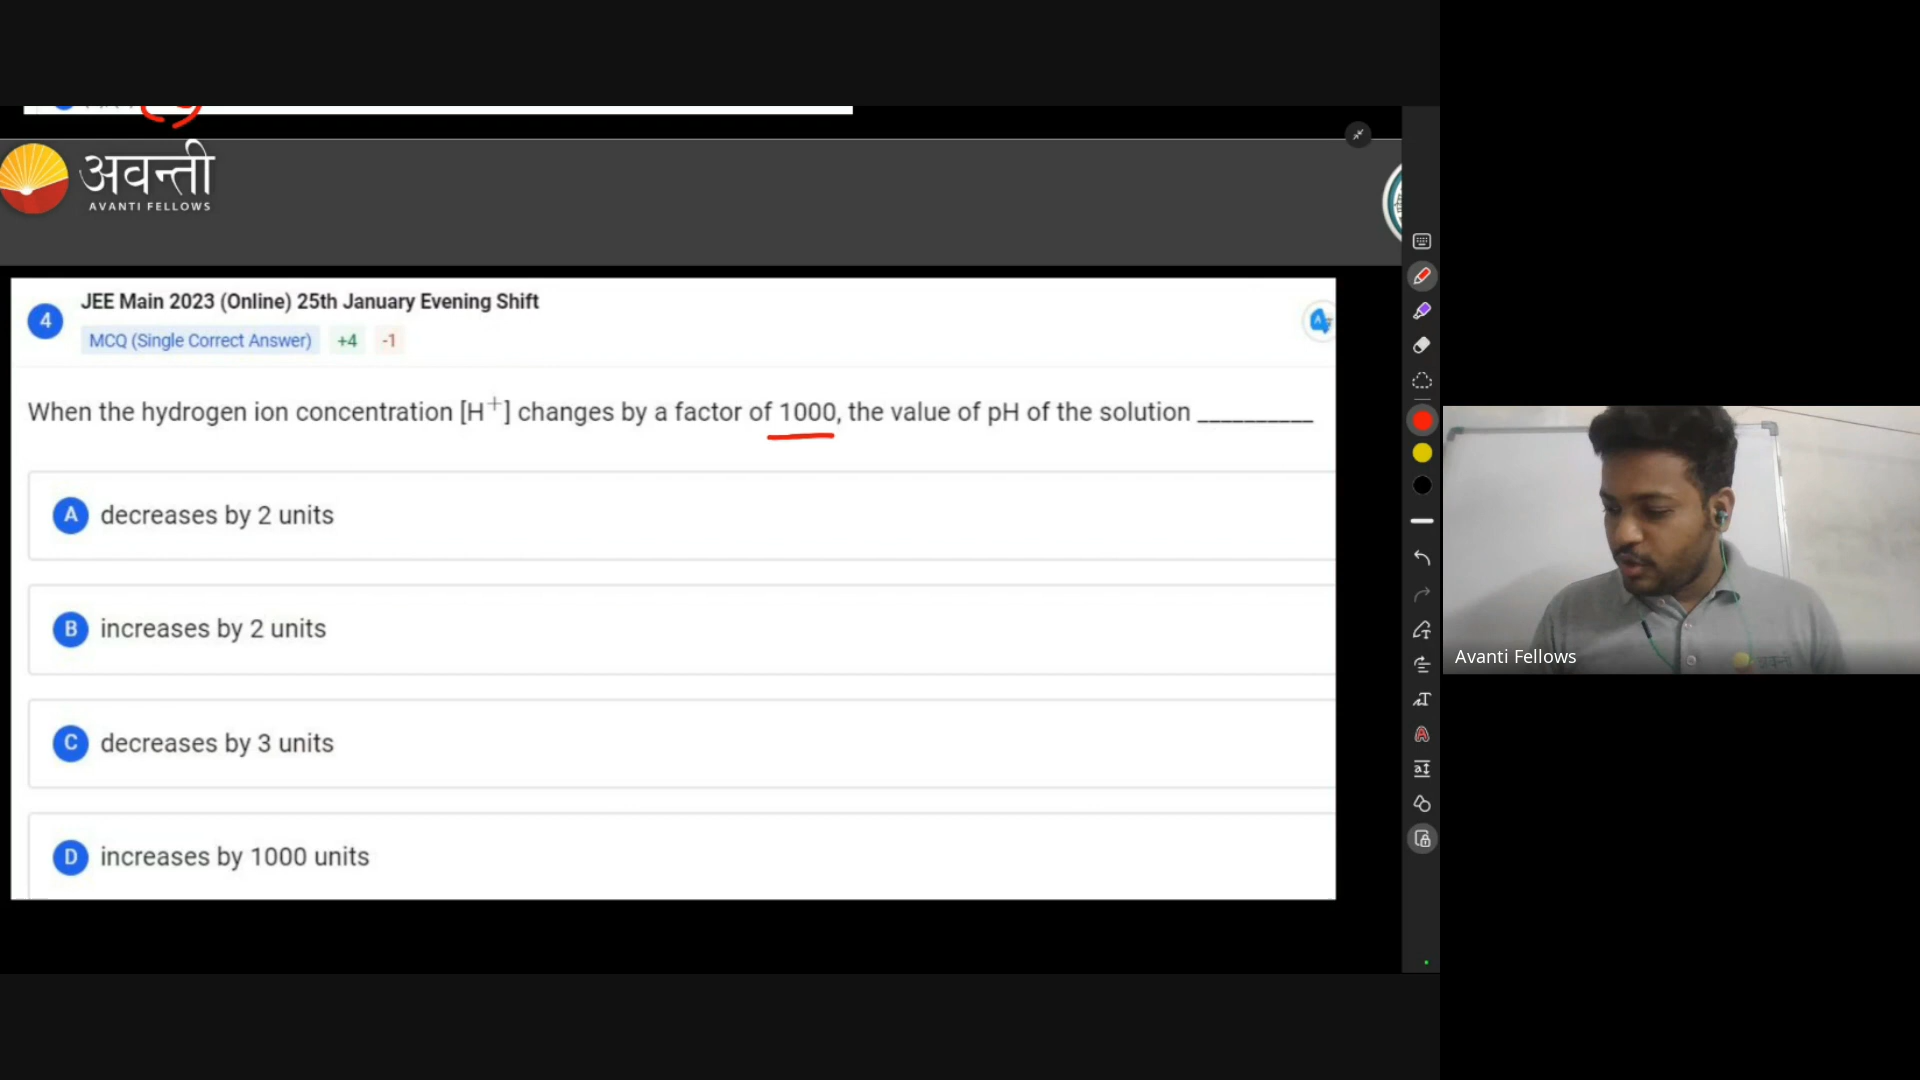 अवन्ती
AVANTI FELLOWS
4
JEE Main 2023 (Online) 25th January Evening Shift
MCQ (Single Correct Answer) +4 -1
When the hydrogen ion concentration [H⁺] changes by a factor of 1000, the value of pH of the solution __________
A decreases by 2 units
B increases by 2 units
C decreases by 3 units
D increases by 1000 units
Avanti Fellows